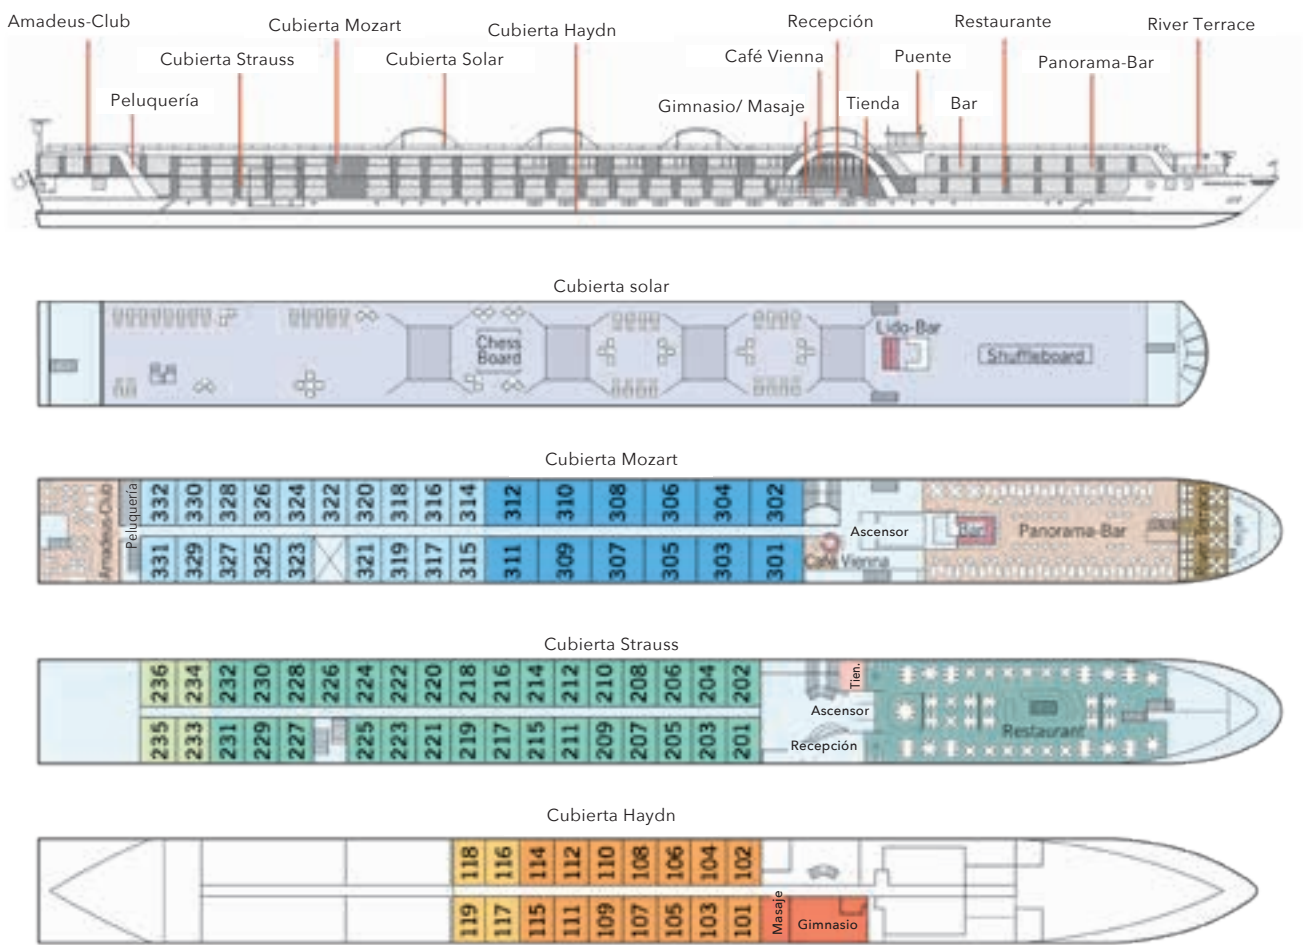 Amadeus-Club
Cubierta Mozart
Cubierta Haydn
Recepción
Restaurante
River Terrace
Cubierta Strauss
Cubierta Solar
Café Vienna
Puente
Panorama-Bar
Peluquería
Gimnasio/ Masaje
Tienda
Bar
Cubierta solar
Chess
Board
Lido-Bar
Shuffleboard
Cubierta Mozart
Amadeus-Club
Peluquería
332 330 328 326 324 322 320 318 316 314 312 310 308 306 304 302
331 329 327 325 323 321 319 317 315 311 309 307 305 303 301
Ascensor
Café Vienna
Bar
Panorama-Bar
River Terrace
Cubierta Strauss
236 234 232 230 228 226 224 222 220 218 216 214 212 210 208 206 204 202
235 233 231 229 227 225 223 221 219 217 215 211 209 207 205 203 201
Tien.
Ascensor
Recepción
Restaurant
Cubierta Haydn
118 116 114 112 110 108 106 104 102
119 117 115 111 109 107 105 103 101
Masaje
Gimnasio